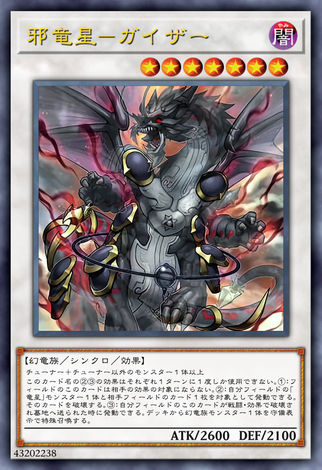 邪竜星－ガイザー
闇
やみ
[幻竜族／シンクロ／効果]
チューナー＋チューナー以外のモンスター１体以上
このカード名の②③の効果はそれぞれ１ターンに１度しか使用できない。①：フィールドのこのカードは相手の効果の対象にならない。②：自分フィールドの「
竜星」モンスター１体と相手フィールドのカード１枚を対象として発動できる。
そのカードを破壊する。③：自分フィールドのこのカードが戦闘・効果で破壊され墓地へ送られた時に発動できる。デッキから幻竜族モンスター１体を守備表示で特殊召喚する。
ATK/2600 DEF/2100
43202238